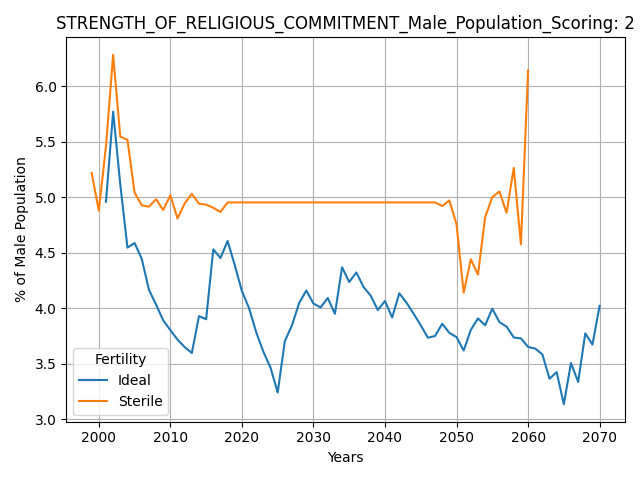 STRENGTH_OF_RELIGIOUS_COMMITMENT_Male_Population_Scoring: 2
% of Male Population
6.0
5.5
5.0
4.5
4.0
3.5
3.0
Fertility
Ideal
Sterile
2000 2010 2020 2030 2040 2050 2060 2070
Years